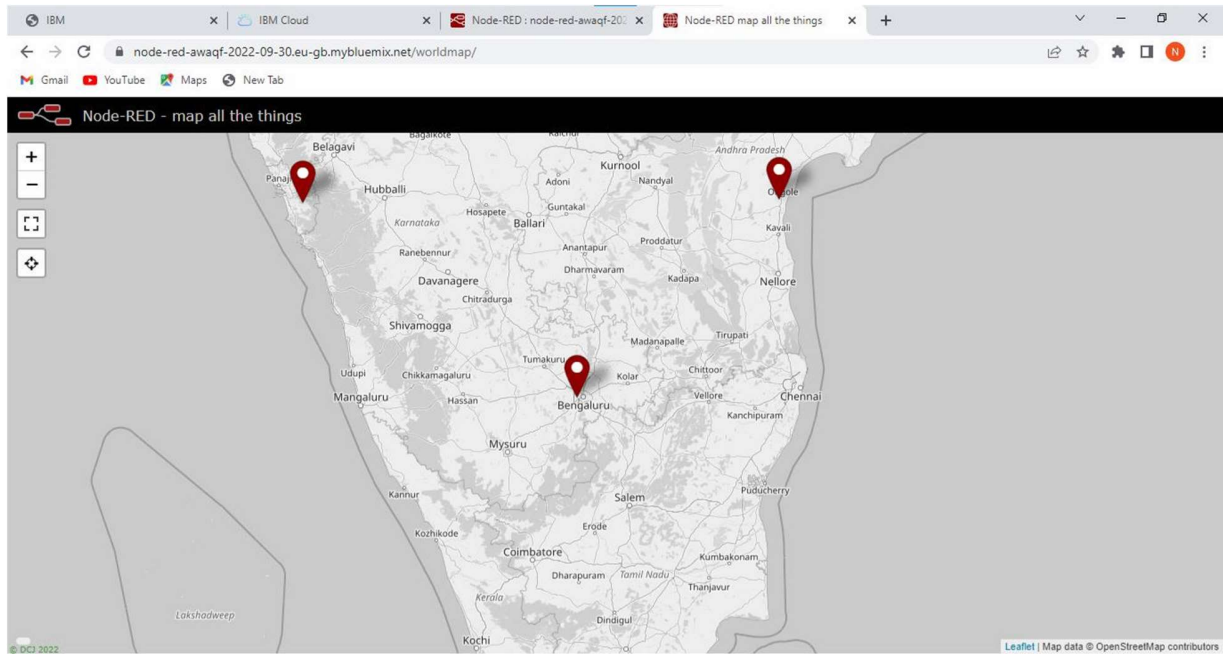 IBM
IBM Cloud
Node-RED : node-red-awaqf-202
Node-RED map all the things
node-red-awaqf-2022-09-30.eu-gb.mybluemix.net/worldmap/
N
Gmail
YouTube
Maps
New Tab
Node-RED - map all the things
+
−
Belagavi
Bagalkote
Raichur
Andhra Pradesh
Kurnool
Panaj
Hubballi
Adoni
Nandyal
Hosapete
Guntakal
Karnataka
Ballari
Kavali
Ranebennur
Anantapur
Proddatur
Davanagere
Dharmavaram
Kadapa
Nellore
Chitradurga
Shivamogga
Madanapalle
Tirupati
Tumakuru
Udupi
Chikkamagaluru
Kolar
Chittoor
Mangaluru
Hassan
Bengaluru
Vellore
Chennai
Kanchipuram
Mysuru
Kannur
Salem
Puducherry
Kozhikode
Erode
Coimbatore
Kumbakonam
Dharapuram
Tamil Nadu
Thanjavur
Kerala
Lakshadweep
Dindigul
Kochi
© DCJ 2022
Leaflet | Map data © OpenStreetMap contributors